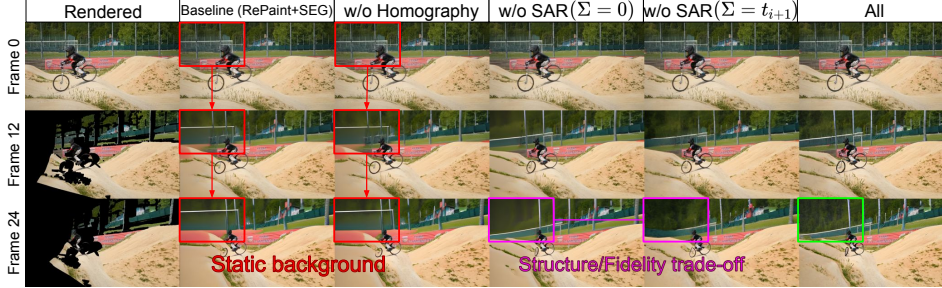 Rendered
Baseline (RePaint+SEG)
w/o Homography
w/o SAR(Σ = 0)
w/o SAR(Σ = t_{i+1})
All
Frame 0
Frame 12
Frame 24
Static background
Structure/Fidelity trade-off